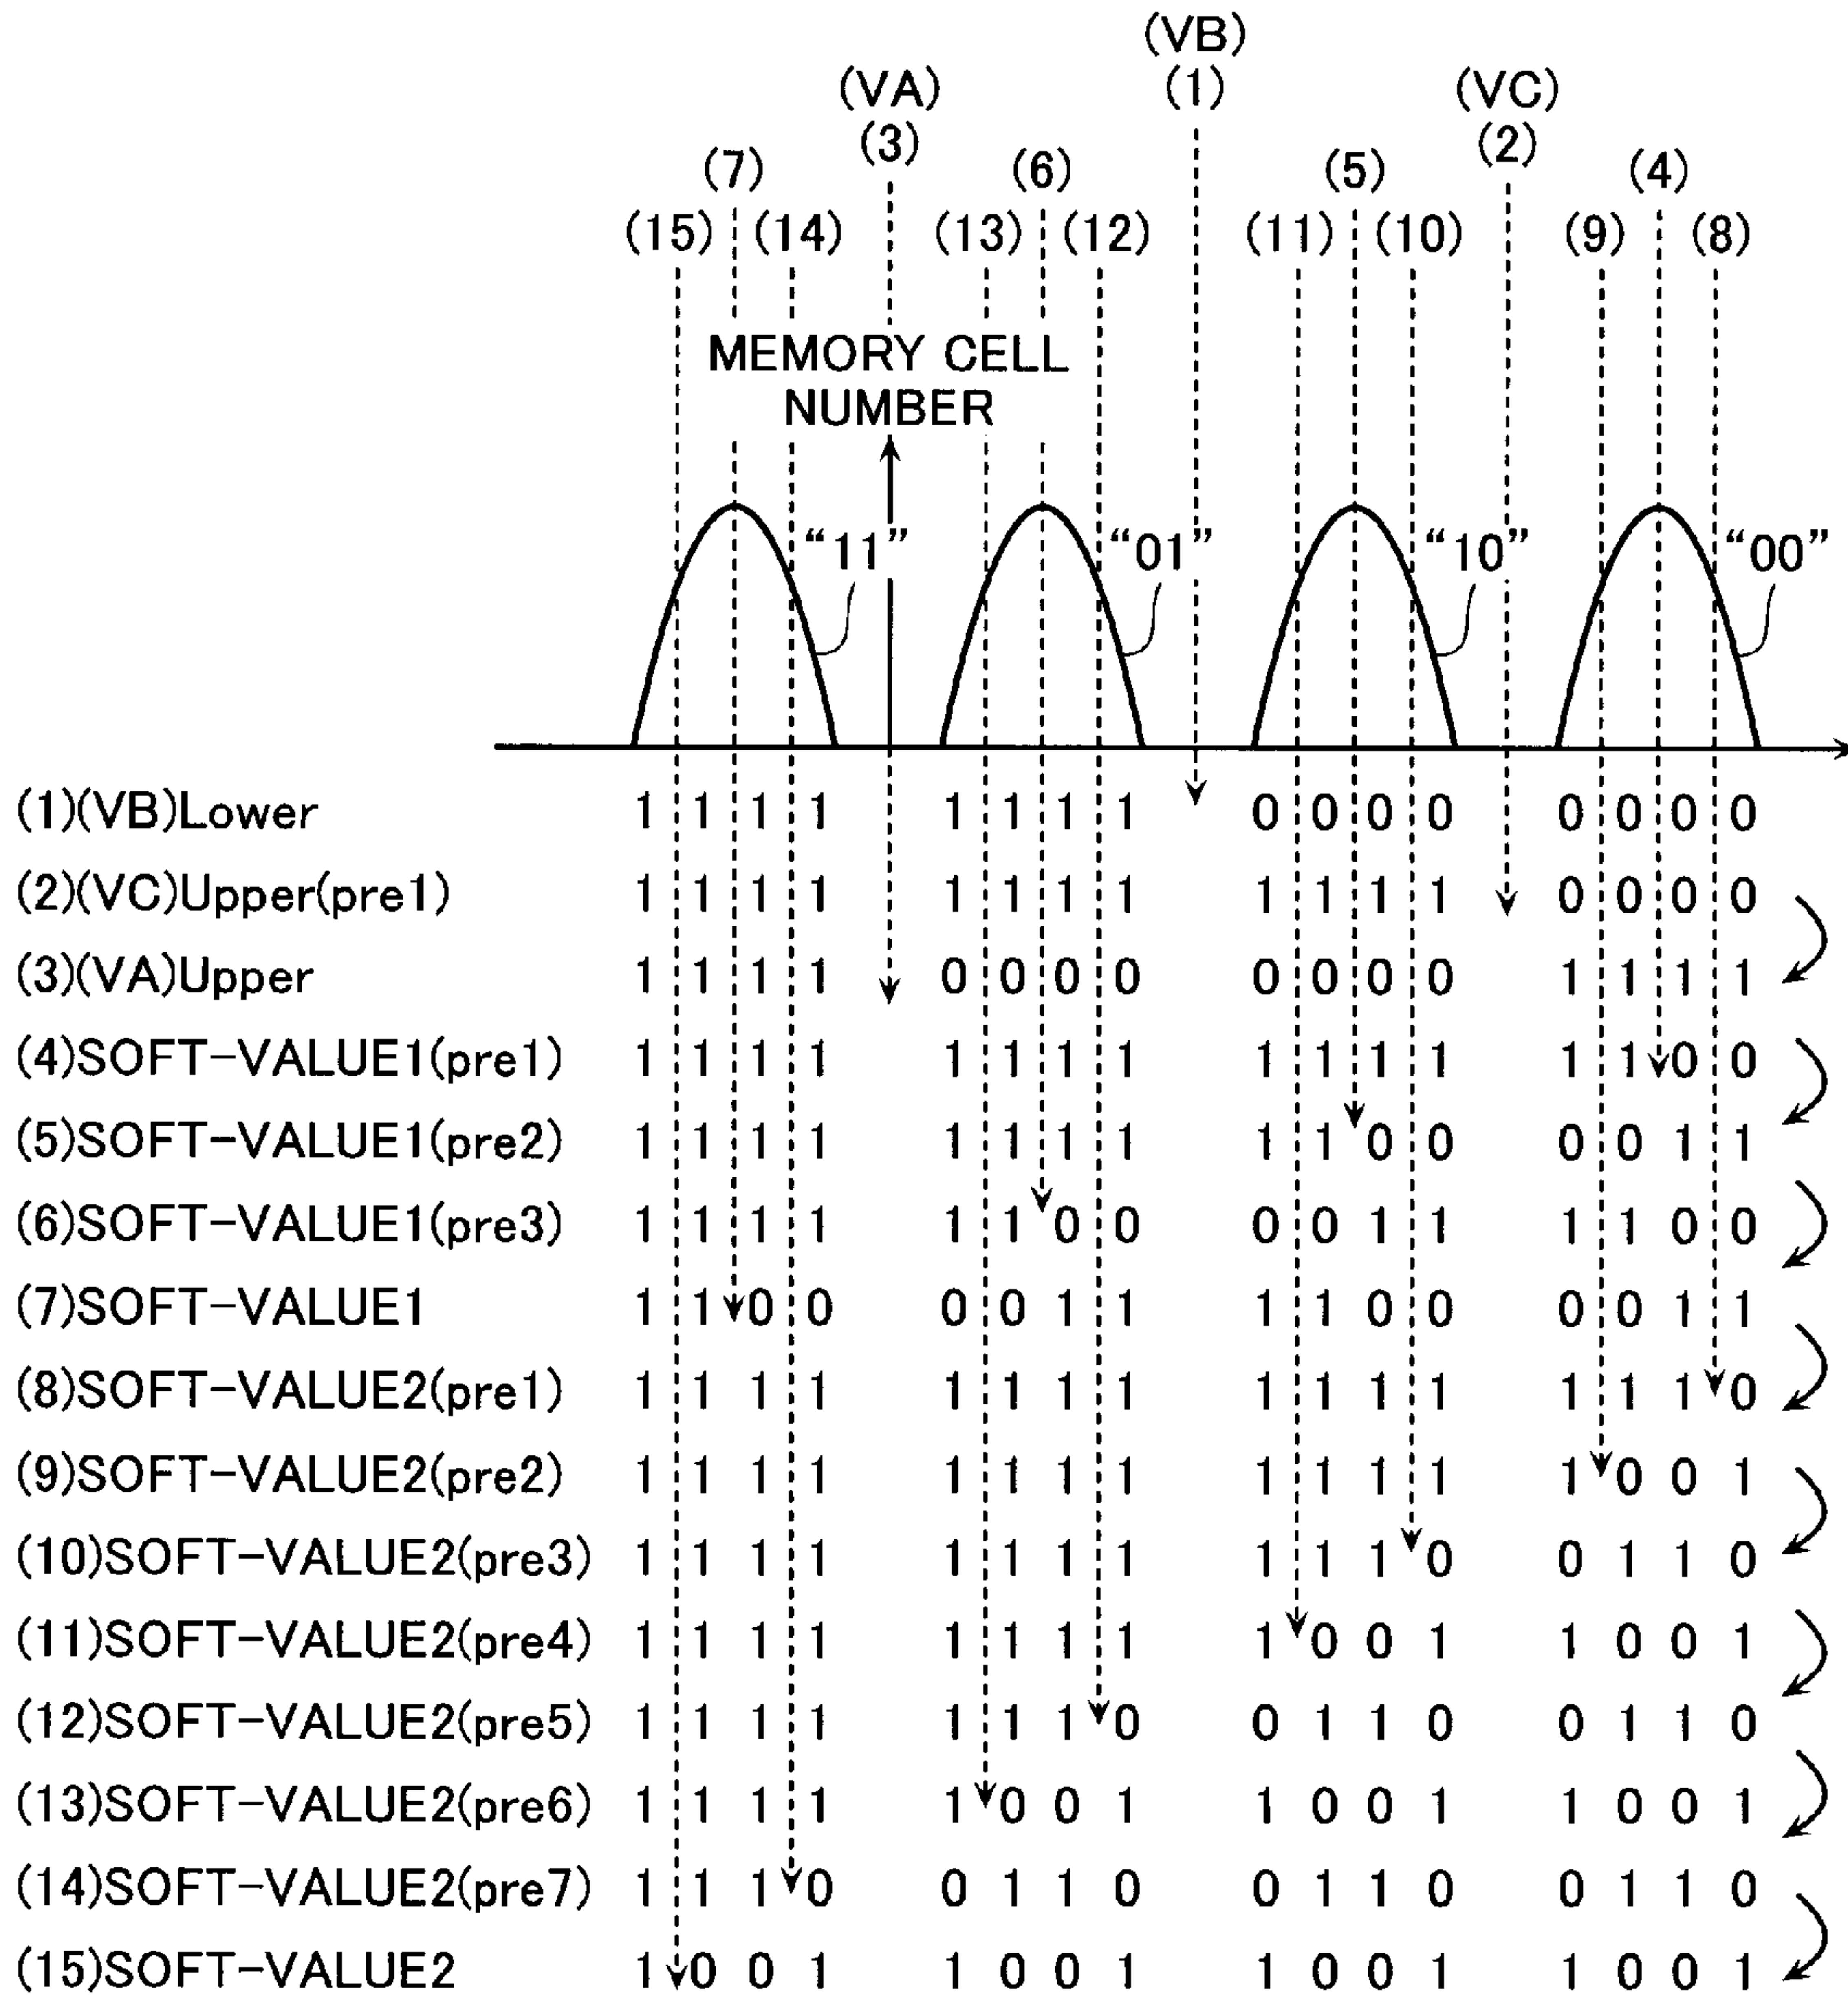 (VB)
(VA) (1) (VC)
(3) (2)
(7) (6) (5) (4)
(15) (14) (13) (12) (11) (10) (9) (8)
MEMORY CELL
NUMBER
“11” “01” “10” “00”
(1)(VB)Lower 1 1 1 1 1 1 1 1 0 0 0 0 0 0 0 0
(2)(VC)Upper(pre1) 1 1 1 1 1 1 1 1 1 1 1 1 0 0 0 0
(3)(VA)Upper 1 1 1 1 0 0 0 0 0 0 0 0 1 1 1 1
(4)SOFT-VALUE1(pre1) 1 1 1 1 1 1 1 1 1 1 1 1 1 1 0 0
(5)SOFT-VALUE1(pre2) 1 1 1 1 1 1 1 1 1 1 0 0 0 0 1 1
(6)SOFT-VALUE1(pre3) 1 1 1 1 1 1 0 0 0 0 1 1 1 1 0 0
(7)SOFT-VALUE1 1 1 0 0 0 0 1 1 1 1 0 0 0 0 1 1
(8)SOFT-VALUE2(pre1) 1 1 1 1 1 1 1 1 1 1 1 1 1 1 1 0
(9)SOFT-VALUE2(pre2) 1 1 1 1 1 1 1 1 1 1 1 1 1 0 0 1
(10)SOFT-VALUE2(pre3) 1 1 1 1 1 1 1 1 1 1 1 0 0 1 1 0
(11)SOFT-VALUE2(pre4) 1 1 1 1 1 1 1 1 1 0 0 1 1 0 0 1
(12)SOFT-VALUE2(pre5) 1 1 1 1 1 1 1 0 0 1 1 0 0 1 1 0
(13)SOFT-VALUE2(pre6) 1 1 1 1 1 0 0 1 1 0 0 1 1 0 0 1
(14)SOFT-VALUE2(pre7) 1 1 1 0 0 1 1 0 0 1 1 0 0 1 1 0
(15)SOFT-VALUE2 1 0 0 1 1 0 0 1 1 0 0 1 1 0 0 1